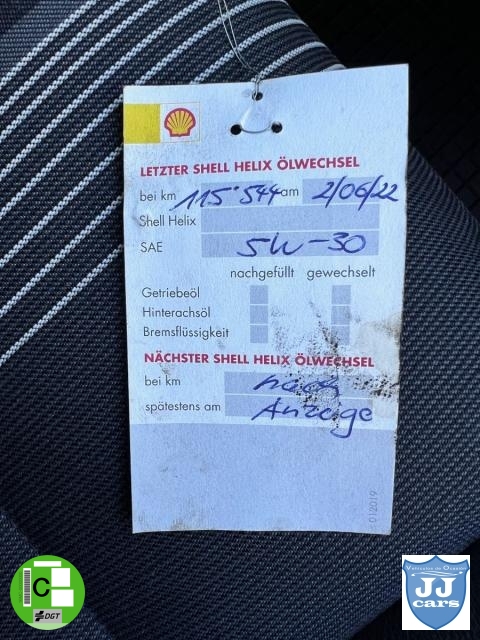 LETZTER SHELL HELIX ÖLWECHSEL
bei km 115'544 am 2/06/22
Shell Helix
SAE 5W-30
nachgefüllt gewechselt
Getriebeöl
Hinterachsöl
Bremsflüssigkeit
NÄCHSTER SHELL HELIX ÖLWECHSEL
bei km nach
spätestens am Anzeige
012019
C
DGT
JJ
cars